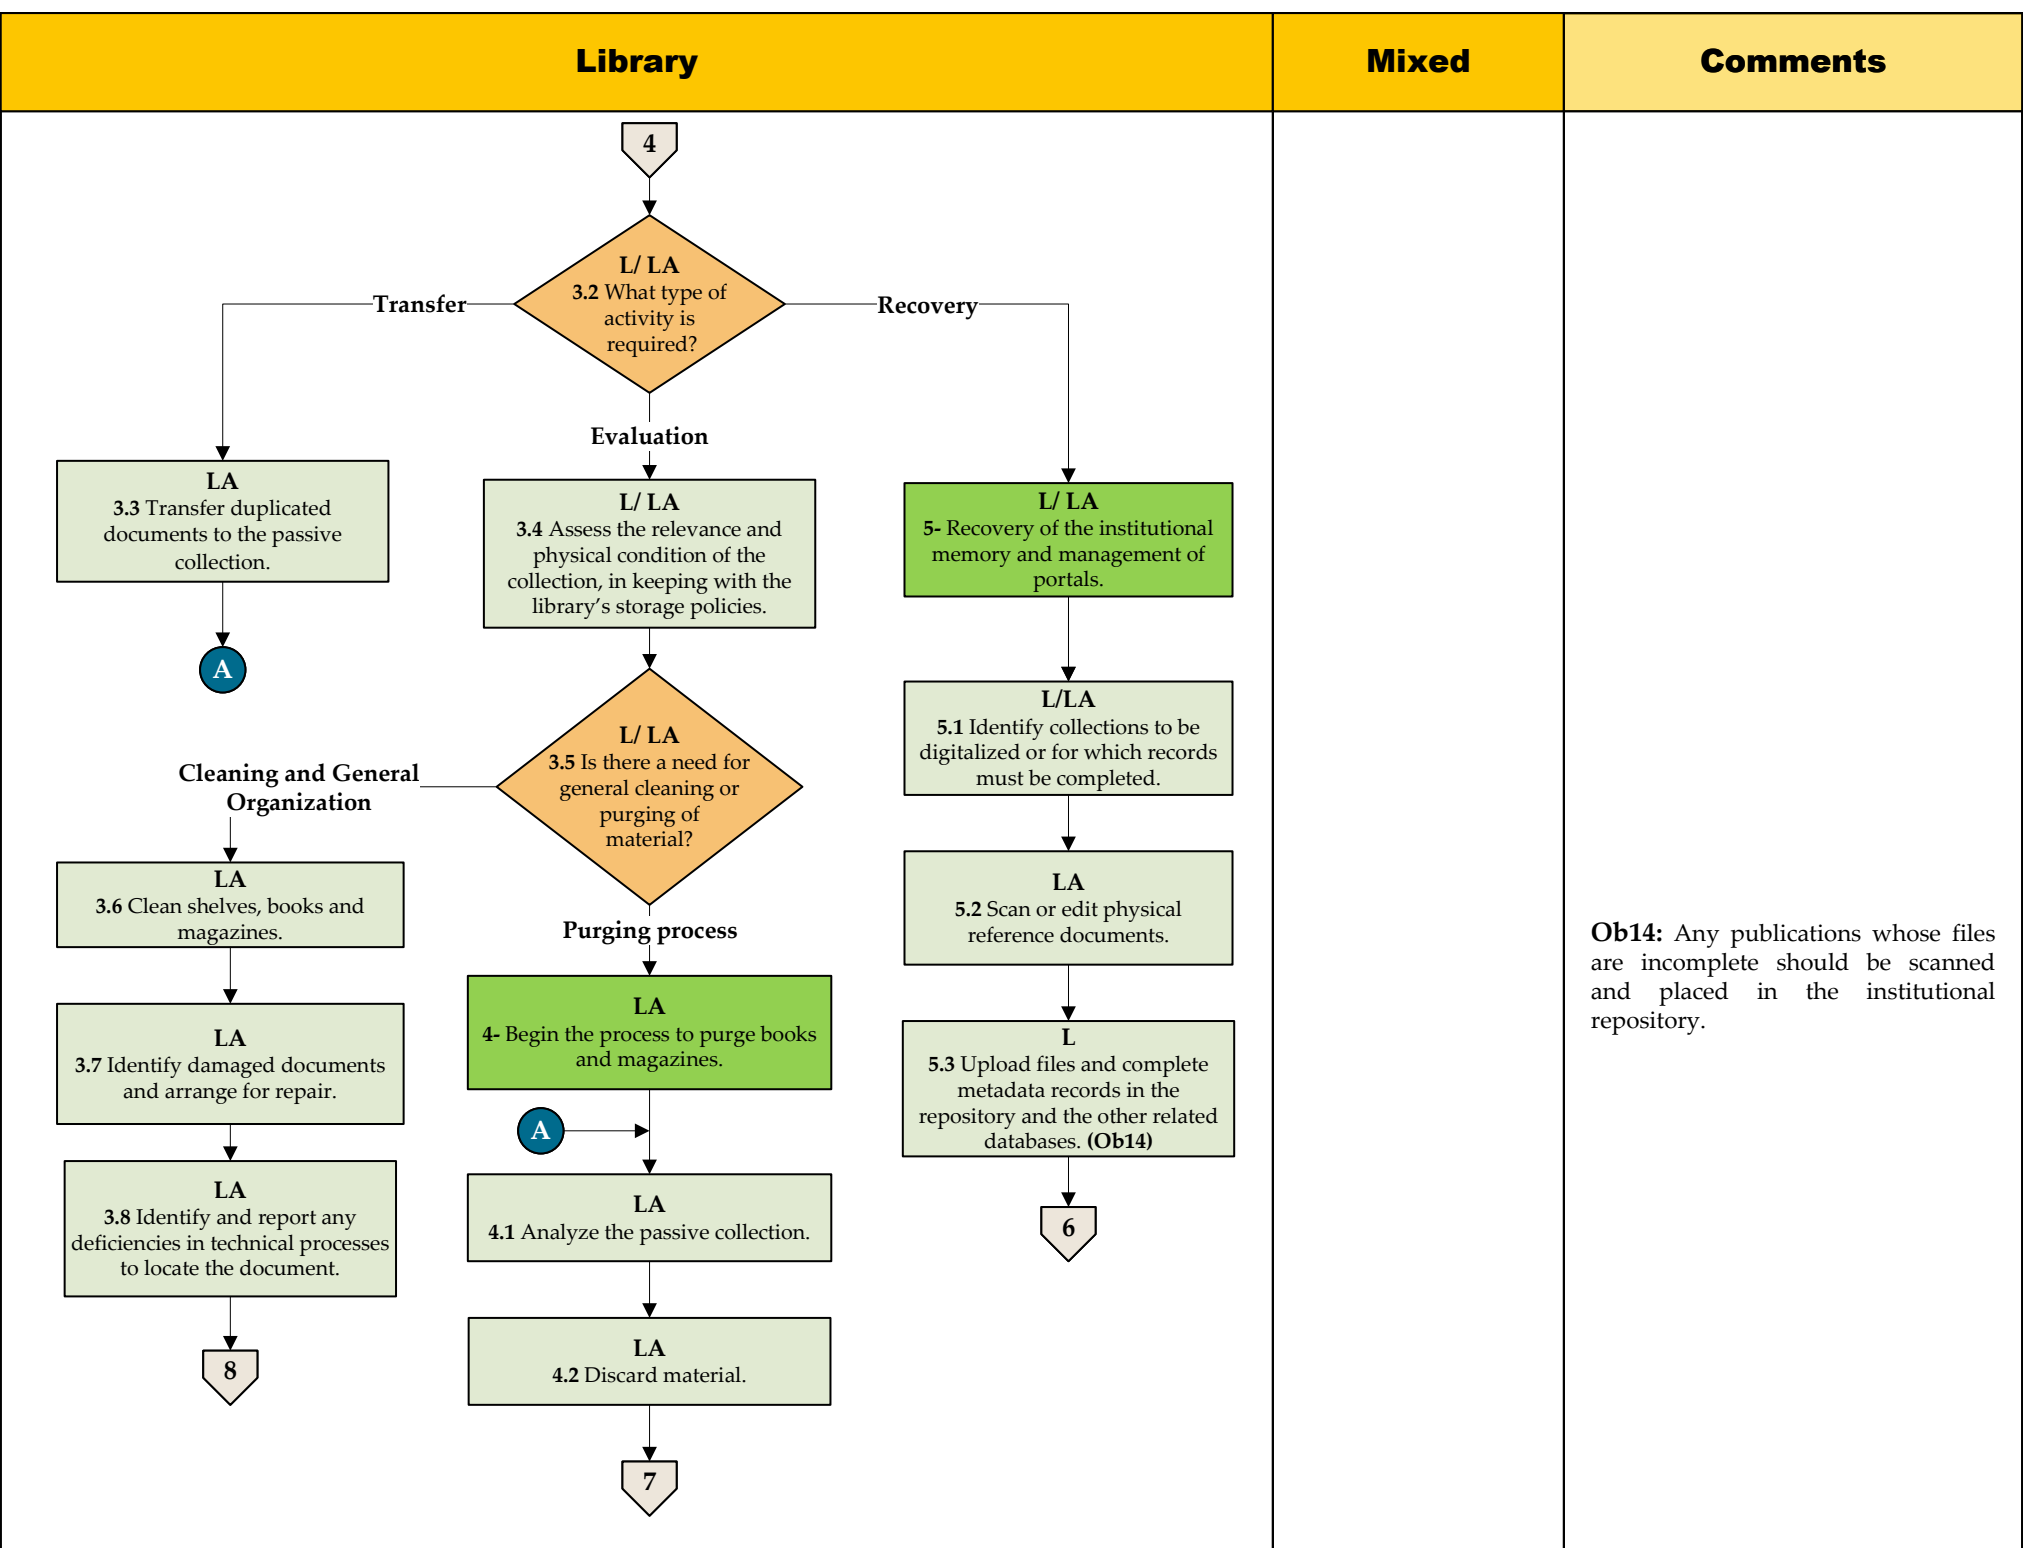 Library
Mixed
Comments
4
L/ LA
3.2 What type of
activity is
required?
Transfer
Recovery
Evaluation
LA
3.3 Transfer duplicated
documents to the passive
collection.
A
L/ LA
3.4 Assess the relevance and
physical condition of the
collection, in keeping with the
library's storage policies.
L/ LA
5- Recovery of the institutional
memory and management of
portals.
L/ LA
3.5 Is there a need for
general cleaning or
purging of
material?
Cleaning and General
Organization
L/LA
5.1 Identify collections to be
digitalized or for which records
must be completed.
LA
3.6 Clean shelves, books and
magazines.
Purging process
LA
5.2 Scan or edit physical
reference documents.
Ob14: Any publications whose files
are incomplete should be scanned
and placed in the institutional
repository.
LA
3.7 Identify damaged documents
and arrange for repair.
LA
4- Begin the process to purge books
and magazines.
A
L
5.3 Upload files and complete
metadata records in the
repository and the other related
databases. (Ob14)
LA
3.8 Identify and report any
deficiencies in technical processes
to locate the document.
LA
4.1 Analyze the passive collection.
6
8
LA
4.2 Discard material.
7